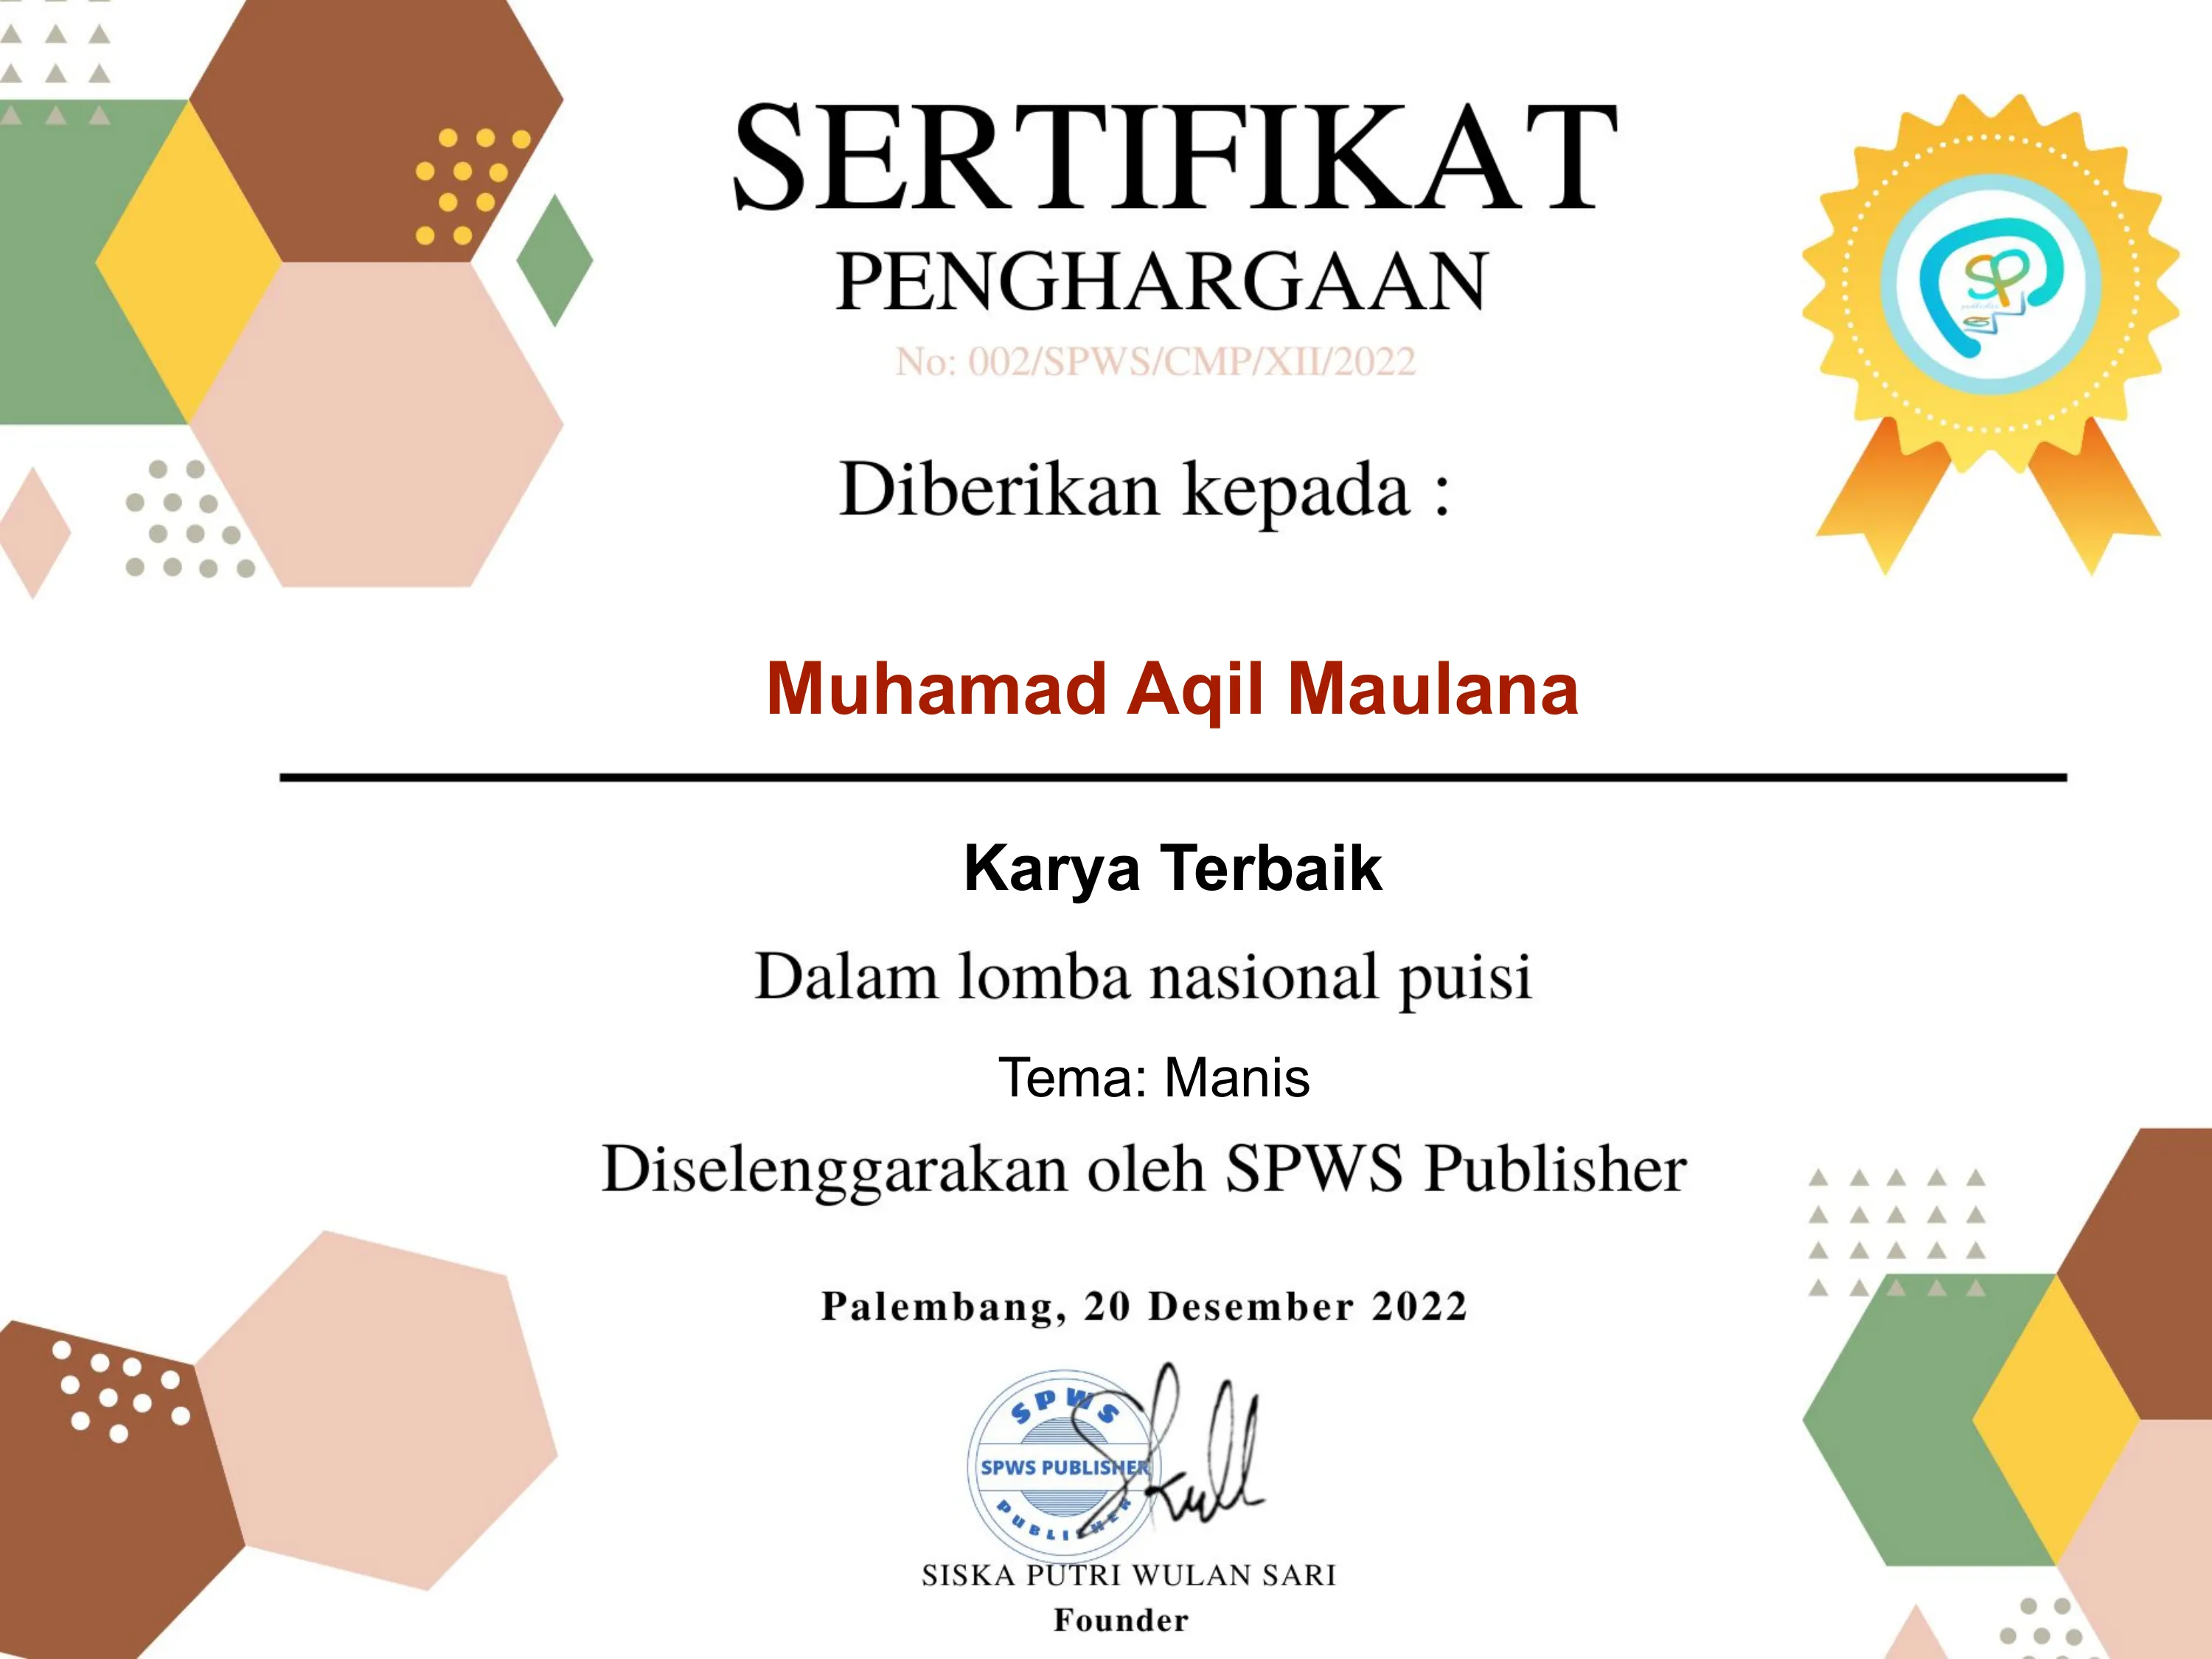 SERTIFIKAT
PENGHARGAAN
No: 002/SPWS/CMP/XII/2022
Diberikan kepada :
Muhamad Aqil Maulana
Karya Terbaik
Dalam lomba nasional puisi
Tema: Manis
Diselenggarakan oleh SPWS Publisher
Palembang, 20 Desember 2022
SPWS
SPWS PUBLISHER
PUBLISHER
SISKA PUTRI WULAN SARI
Founder